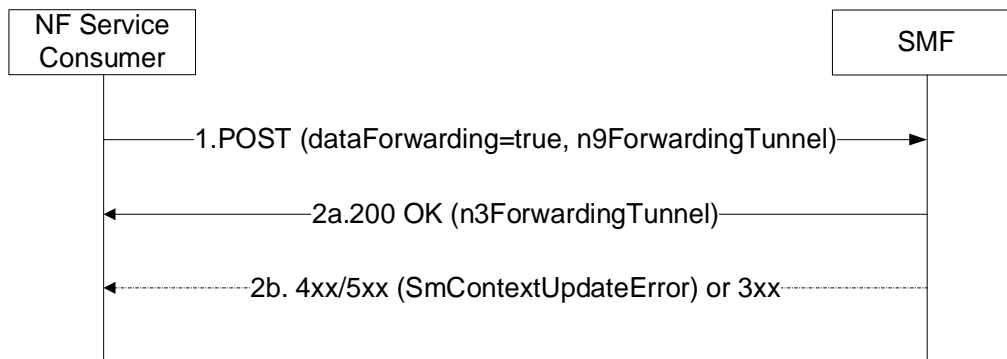 NF Service
Consumer
SMF
1.POST (dataForwarding=true, n9ForwardingTunnel)
2a.200 OK (n3ForwardingTunnel)
2b. 4xx/5xx (SmContextUpdateError) or 3xx